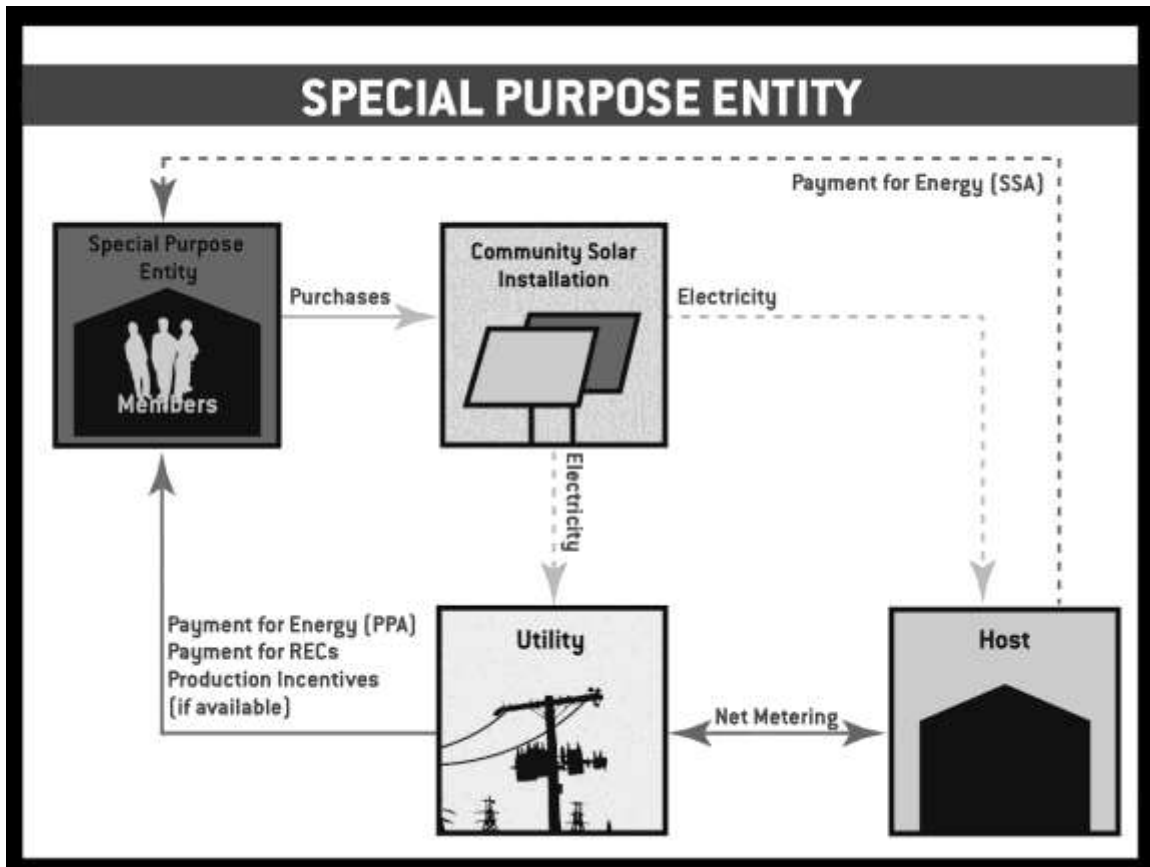 SPECIAL PURPOSE ENTITY
Payment for Energy (SSA)
Special Purpose
Entity
Members
Purchases
Community Solar
Installation
Electricity
Electricity
Payment for Energy (PPA)
Payment for RECs
Production Incentives
(if available)
Utility
Net Metering
Host